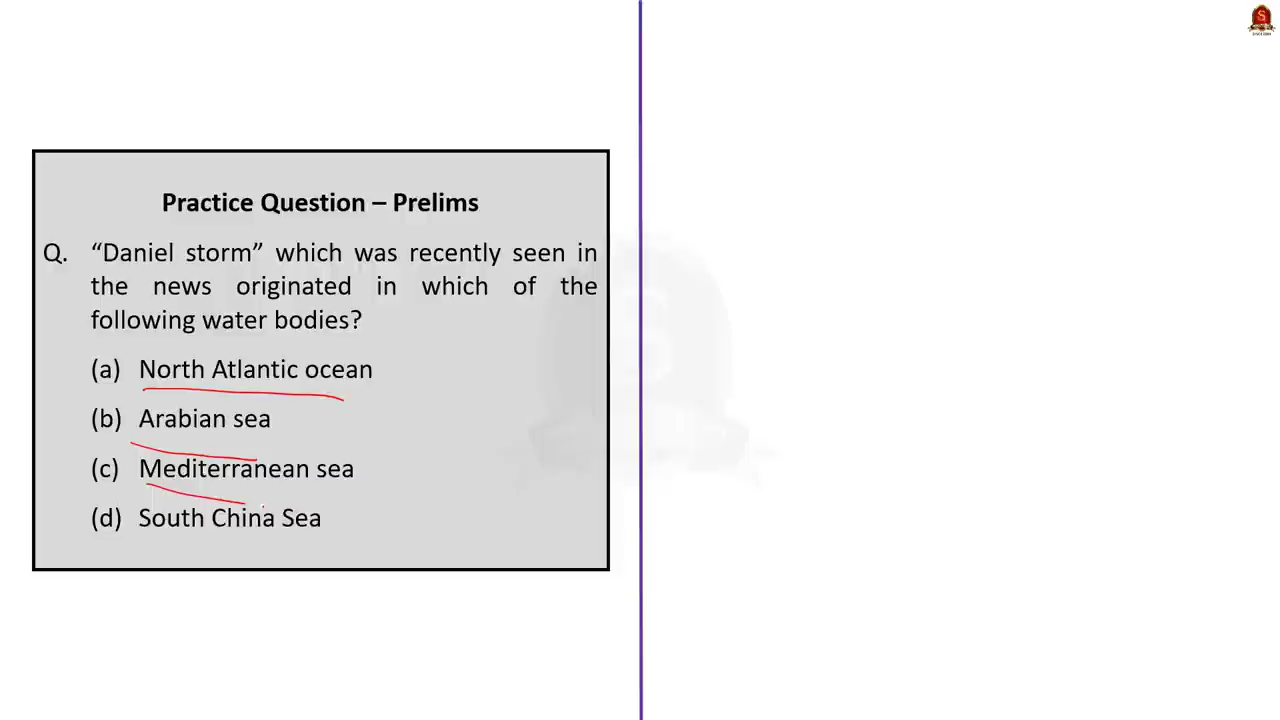 Practice Question – Prelims
Q. “Daniel storm” which was recently seen in
the news originated in which of the
following water bodies?
(a) North Atlantic ocean
(b) Arabian sea
(c) Mediterranean sea
(d) South China Sea
S